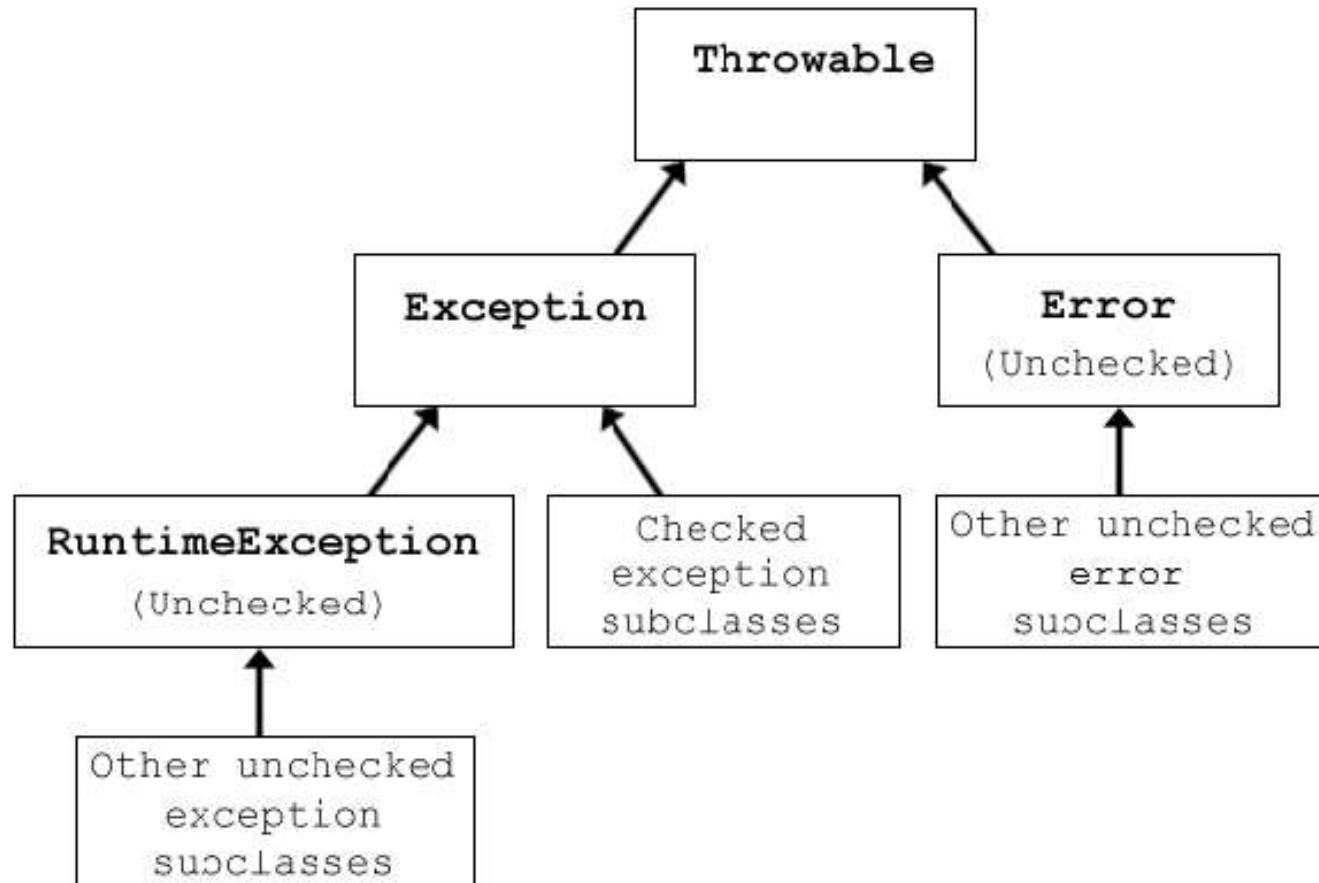 Throwable
Exception
Error
(Unchecked)
RuntimeException
(Unchecked)
Checked
exception
subclasses
Other unchecked
error
subclasses
Other unchecked
exception
subclasses